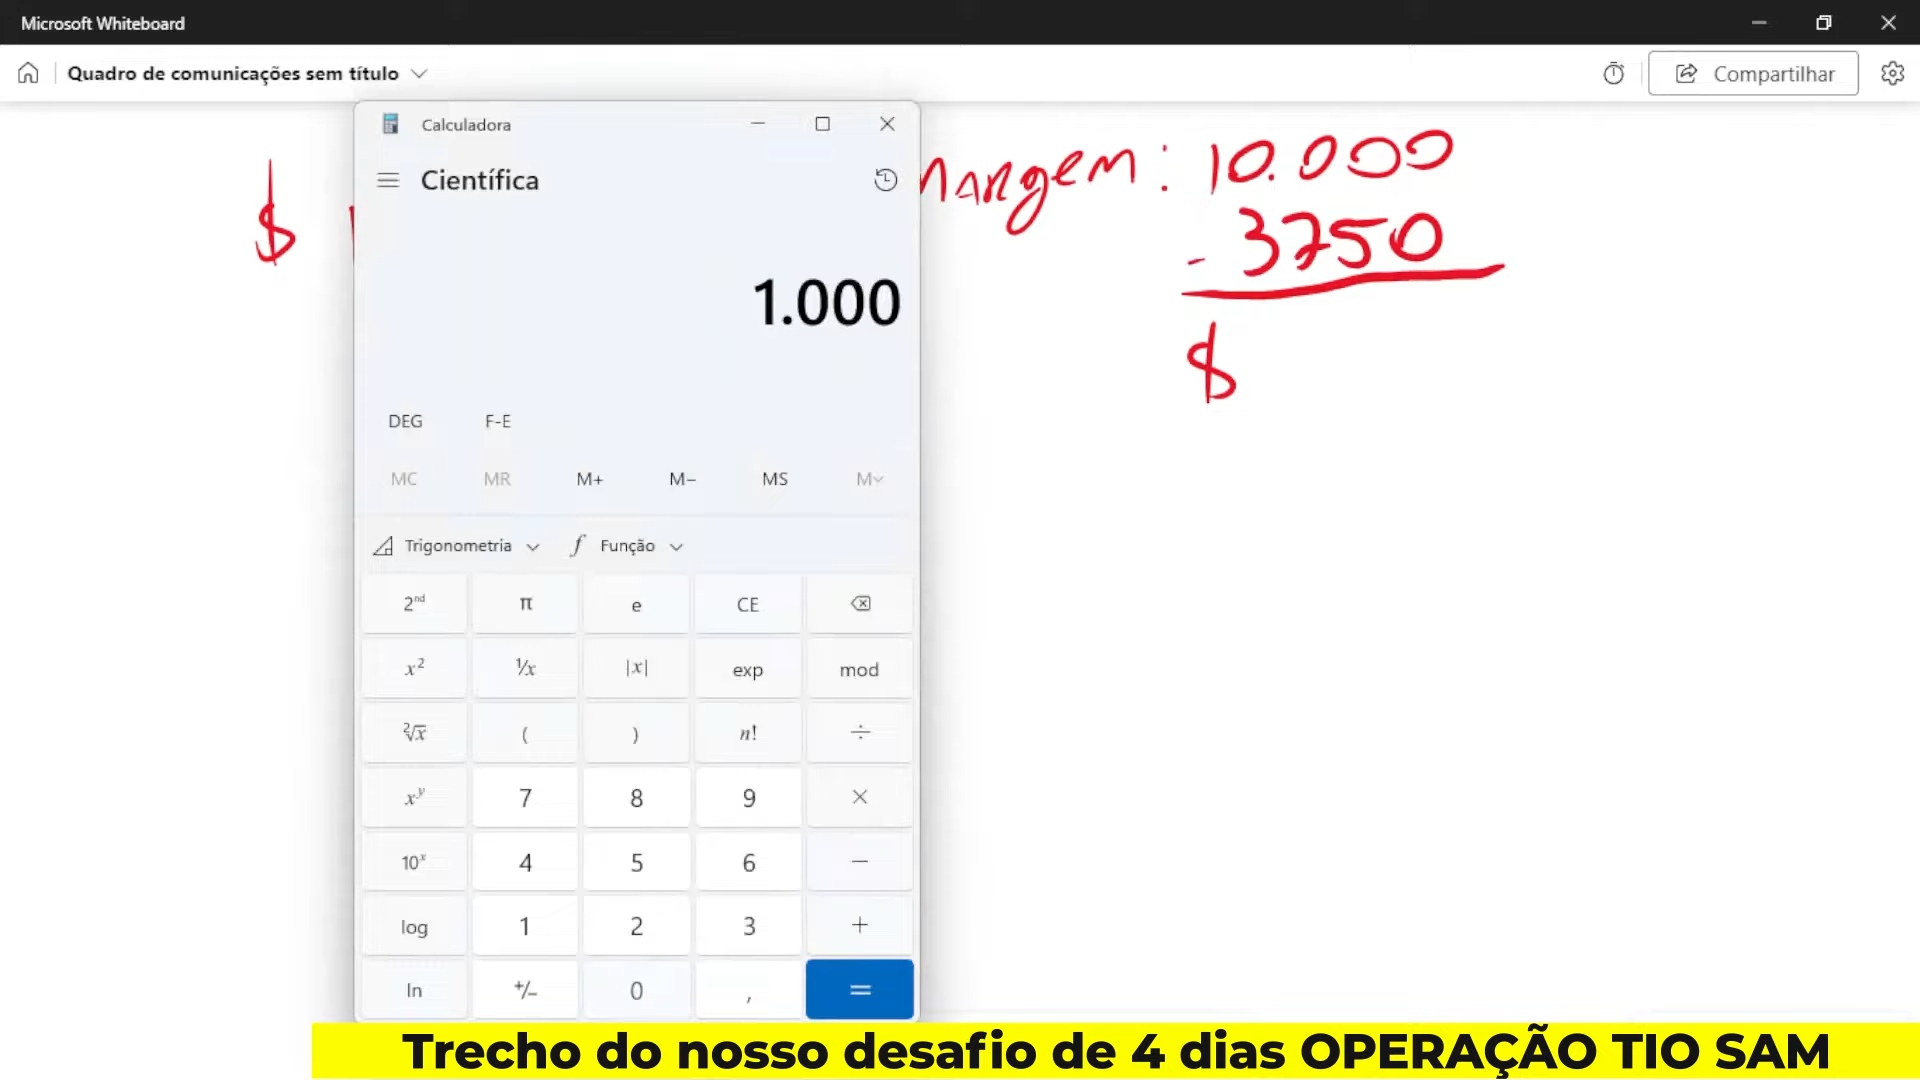 Microsoft Whiteboard
Quadro de comunicações sem título
Compartilhar
Calculadora
Científica
1.000
DEG F-E
MC MR M+ M− MS M
Trigonometria f Função
2ⁿᵈ π e CE
x² ¹/x |x| exp mod
²√x ( ) n! ÷
xʸ 7 8 9 ×
10ˣ 4 5 6 −
log 1 2 3 +
ln +/− 0 , =
$
Margem: 10.000
- 3750
$
Trecho do nosso desafio de 4 dias OPERAÇÃO TIO SAM